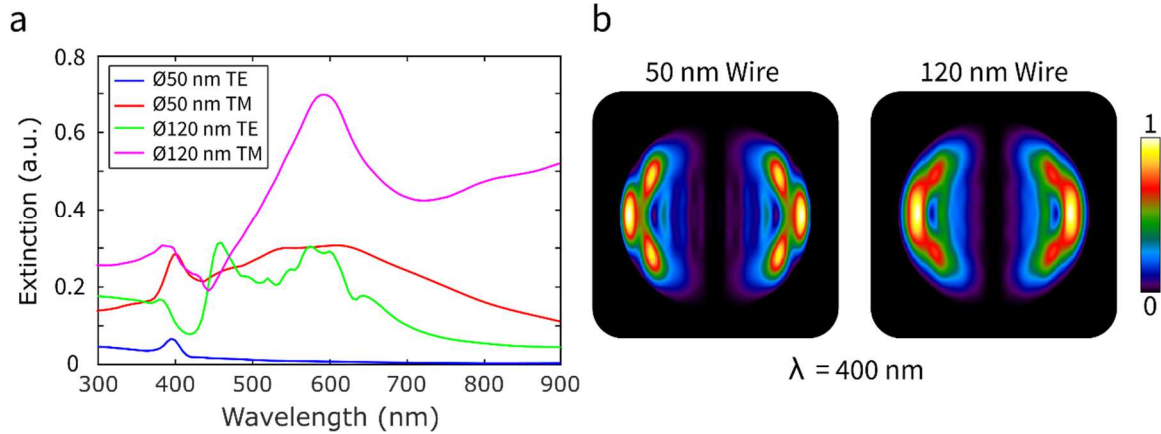 a
0.8
0.6
0.4
0.2
0
Ø50 nm TE
Ø50 nm TM
Ø120 nm TE
Ø120 nm TM
Extinction (a.u.)
300 400 500 600 700 800 900
Wavelength (nm)
b
50 nm Wire 120 nm Wire
1
0
λ = 400 nm